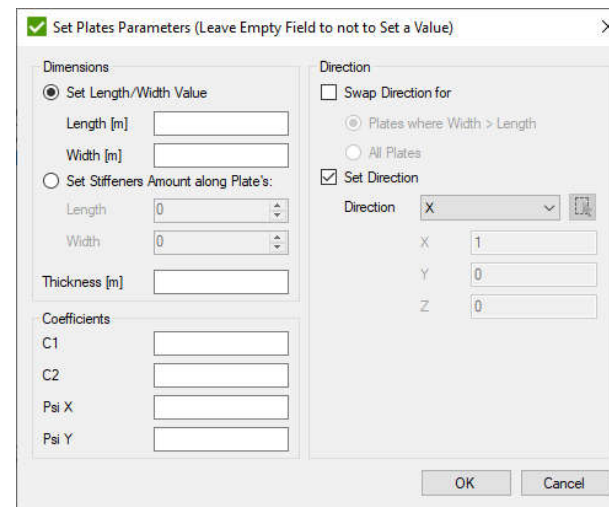 Set Plates Parameters (Leave Empty Field to not to Set a Value)
Dimensions
Set Length/Width Value
Length [m]
Width [m]
Set Stiffeners Amount along Plate's:
Length 0
Width 0
Thickness [m]
Coefficients
C1
C2
Psi X
Psi Y
Direction
Swap Direction for
Plates where Width > Length
All Plates
Set Direction
Direction X
X 1
Y 0
Z 0
OK Cancel